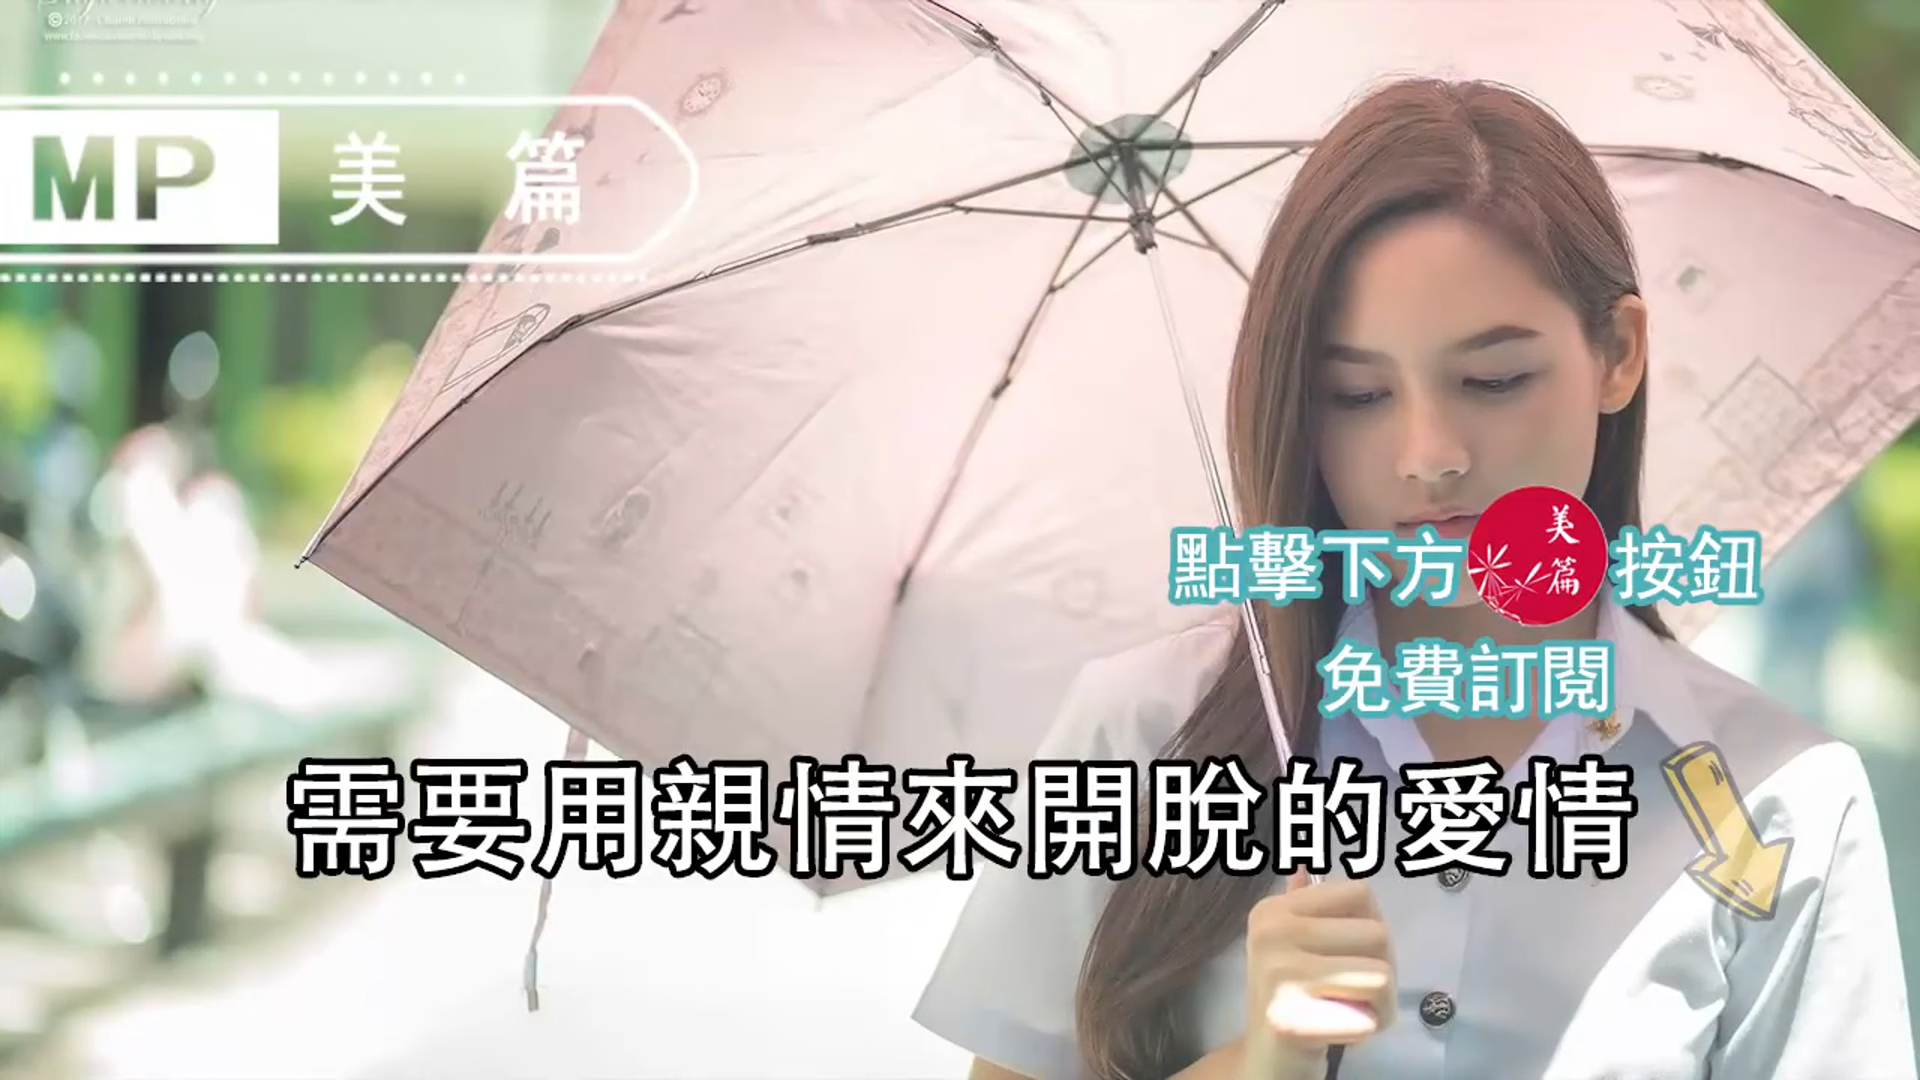 MP 美篇
點擊下方美篇按鈕
免費訂閱
需要用親情來開脫的愛情